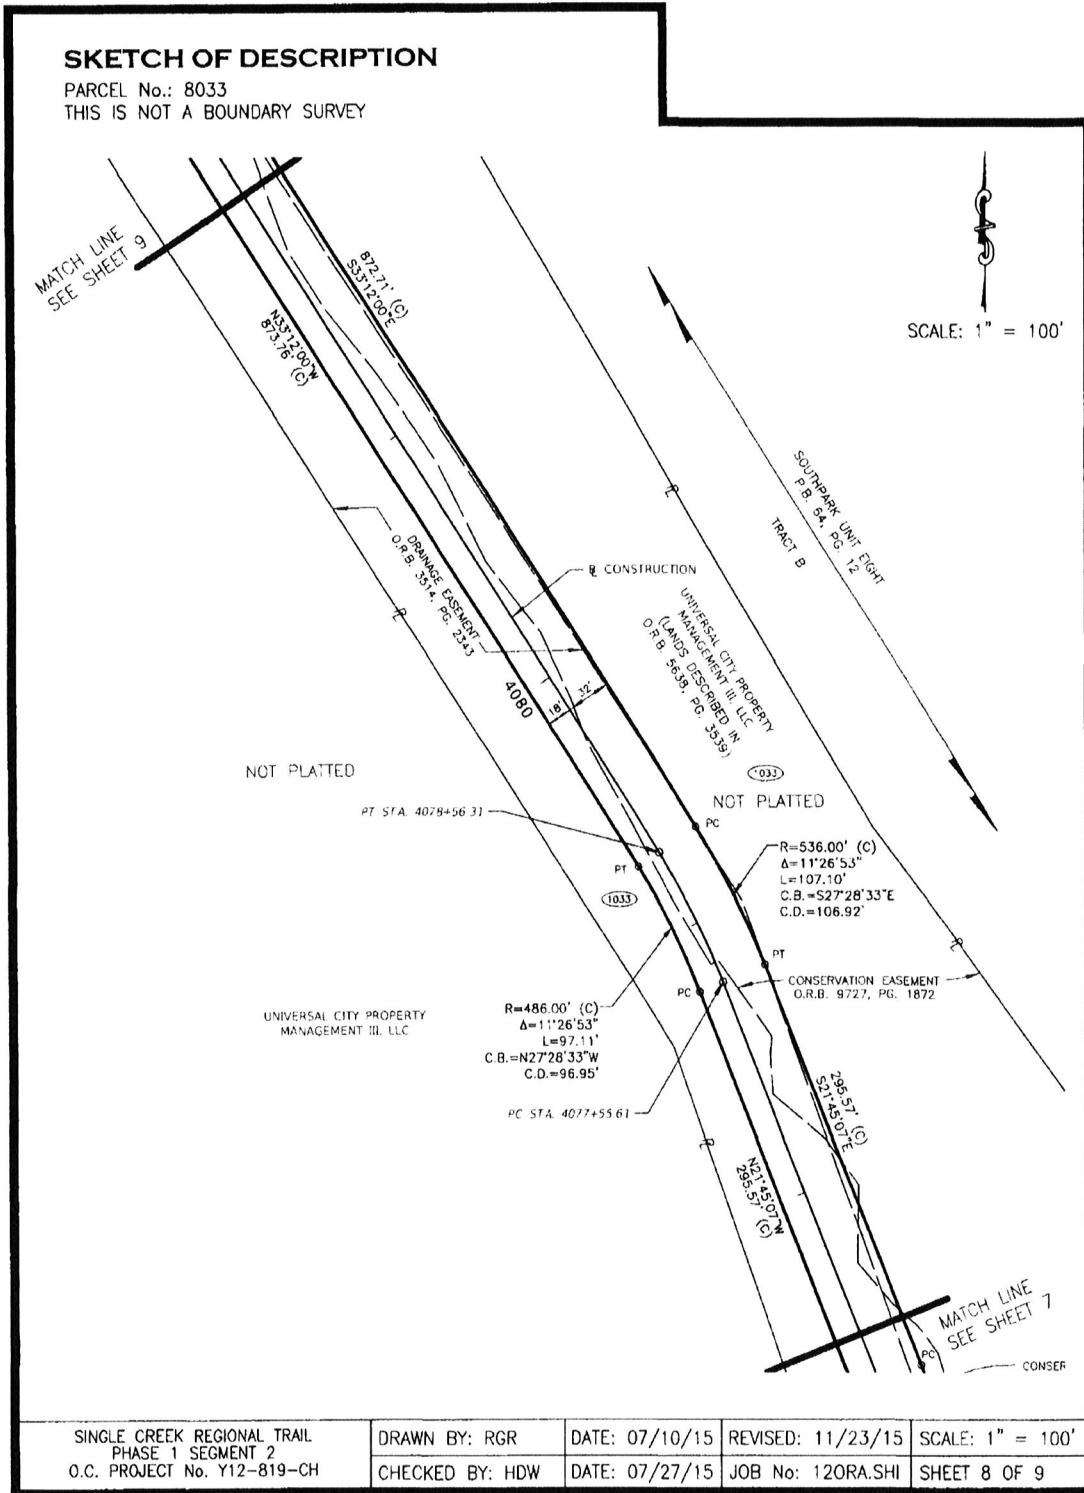 SKETCH OF DESCRIPTION
PARCEL No.: 8033
THIS IS NOT A BOUNDARY SURVEY
MATCH LINE
SEE SHEET 9
872.71' (C)
S33°12'00"E
N33°12'00"W
873.76' (C)
SCALE: 1" = 100'
SOUTHPARK UNIT EIGHT
P.B. 64, PG. 12
TRACT B
DRAINAGE EASEMENT
O.R.B. 3514, PG. 2343
℄ CONSTRUCTION
UNIVERSAL CITY PROPERTY
MANAGEMENT III, LLC
(LANDS DESCRIBED IN
O.R.B. 5638, PG. 3539)
4080
18'
32'
1033
NOT PLATTED
NOT PLATTED
PT STA. 4078+56.31
PC
PT
1033
R=536.00' (C)
Δ=11°26'53"
L=107.10'
C.B.=S27°28'33"E
C.D.=106.92'
PT
CONSERVATION EASEMENT
O.R.B. 9727, PG. 1872
PC
UNIVERSAL CITY PROPERTY
MANAGEMENT III, LLC
R=486.00' (C)
Δ=11°26'53"
L=97.11'
C.B.=N27°28'33"W
C.D.=96.95'
PC STA. 4077+55.61
295.57' (C)
S21°45'07"E
N21°45'07"W
295.57' (C)
MATCH LINE
SEE SHEET 7
PC
CONSER
SINGLE CREEK REGIONAL TRAIL
PHASE 1 SEGMENT 2
O.C. PROJECT No. Y12-819-CH
DRAWN BY: RGR
DATE: 07/10/15
REVISED: 11/23/15
SCALE: 1" = 100'
CHECKED BY: HDW
DATE: 07/27/15
JOB No: 120RA.SHI
SHEET 8 OF 9